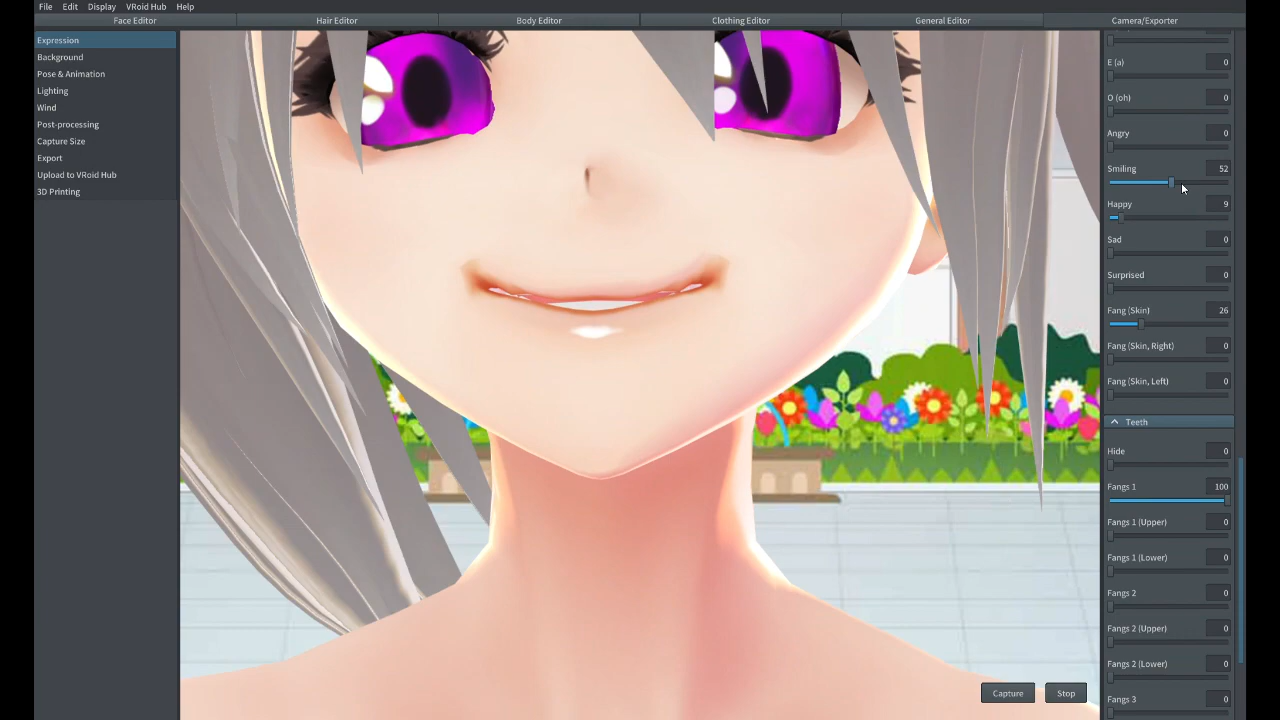 File Edit Display VRoid Hub Help
Face Editor Hair Editor Body Editor Clothing Editor General Editor Camera/Exporter
Expression
Background
Pose & Animation
Lighting
Wind
Post-processing
Capture Size
Export
Upload to VRoid Hub
3D Printing
E (a) 0
O (oh) 0
Angry 0
Smiling 52
Happy 9
Sad 0
Surprised 0
Fang (Skin) 26
Fang (Skin, Right) 0
Fang (Skin, Left) 0
Teeth
Hide 0
Fangs 1 100
Fangs 1 (Upper) 0
Fangs 1 (Lower) 0
Fangs 2 0
Fangs 2 (Upper) 0
Fangs 2 (Lower) 0
Fangs 3 0
Capture Stop